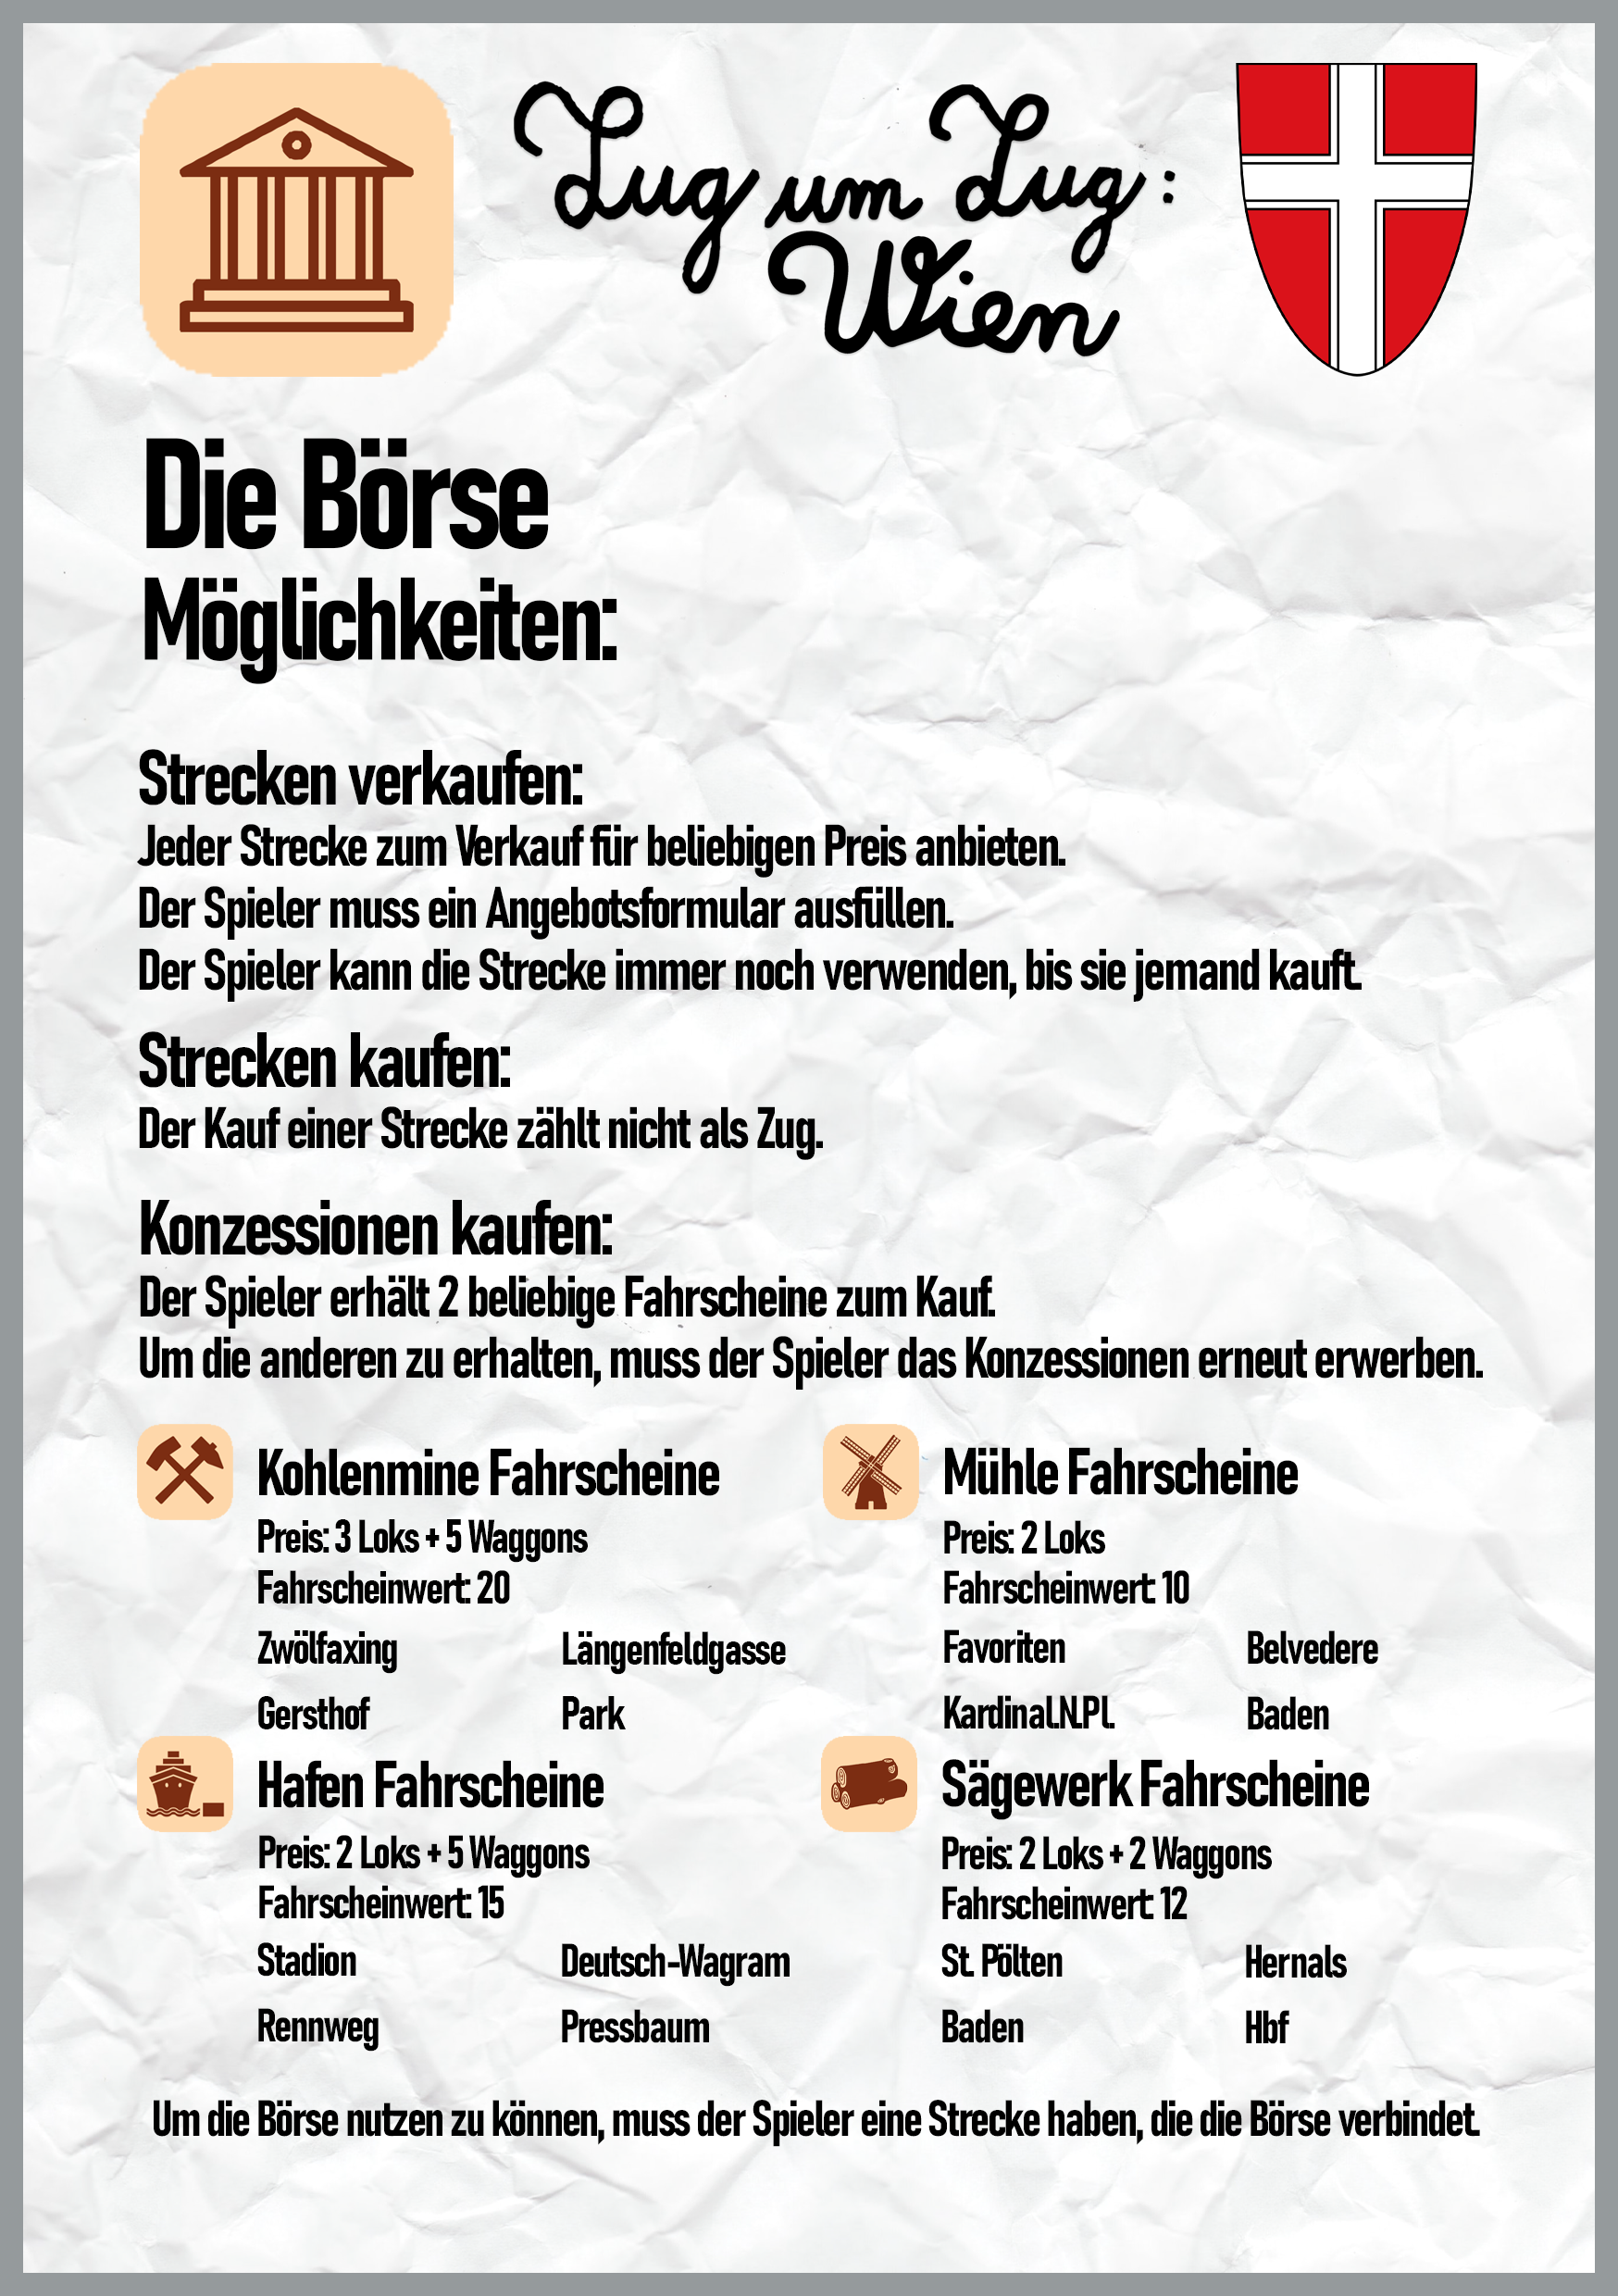 Zug um Zug:
Wien
Die Börse
Möglichkeiten:
Strecken verkaufen:
Jeder Strecke zum Verkauf für beliebigen Preis anbieten.
Der Spieler muss ein Angebotsformular ausfüllen.
Der Spieler kann die Strecke immer noch verwenden, bis sie jemand kauft.
Strecken kaufen:
Der Kauf einer Strecke zählt nicht als Zug.
Konzessionen kaufen:
Der Spieler erhält 2 beliebige Fahrscheine zum Kauf.
Um die anderen zu erhalten, muss der Spieler das Konzessionen erneut erwerben.
Kohlenmine Fahrscheine
Preis: 3 Loks + 5 Waggons
Fahrscheinwert: 20
Zwölfaxing
Längenfeldgasse
Gersthof
Park
Mühle Fahrscheine
Preis: 2 Loks
Fahrscheinwert: 10
Favoriten
Belvedere
Kardinal.N.Pl.
Baden
Hafen Fahrscheine
Preis: 2 Loks + 5 Waggons
Fahrscheinwert: 15
Stadion
Deutsch-Wagram
Rennweg
Pressbaum
Sägewerk Fahrscheine
Preis: 2 Loks + 2 Waggons
Fahrscheinwert: 12
St. Pölten
Hernals
Baden
Hbf
Um die Börse nutzen zu können, muss der Spieler eine Strecke haben, die die Börse verbindet.